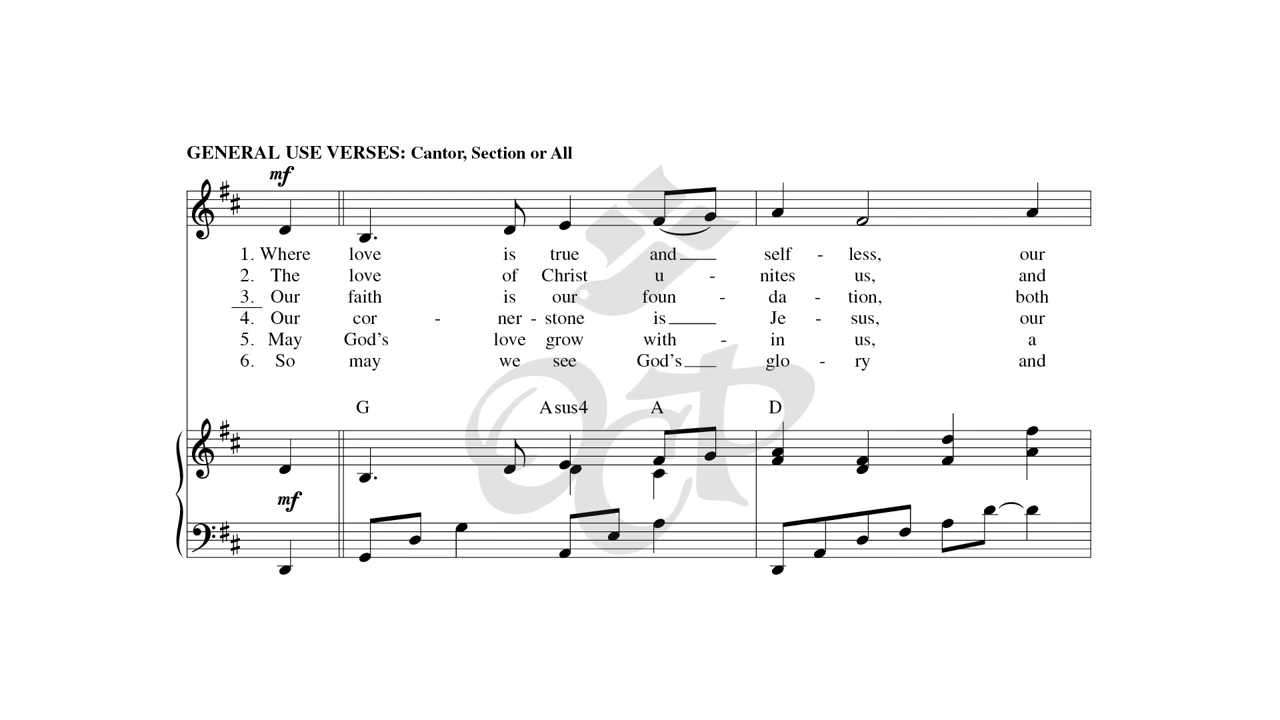 GENERAL USE VERSES: Cantor, Section or All
mf
1. Where love is true and self - less, our
2. The love of Christ u - nites us, and
3. Our faith is our foun - da - tion, both
4. Our cor - ner - stone is Je - sus, our
5. May God's love grow with - in us, a
6. So may we see God's glo - ry and
G Asus4 A D
mf
ocp